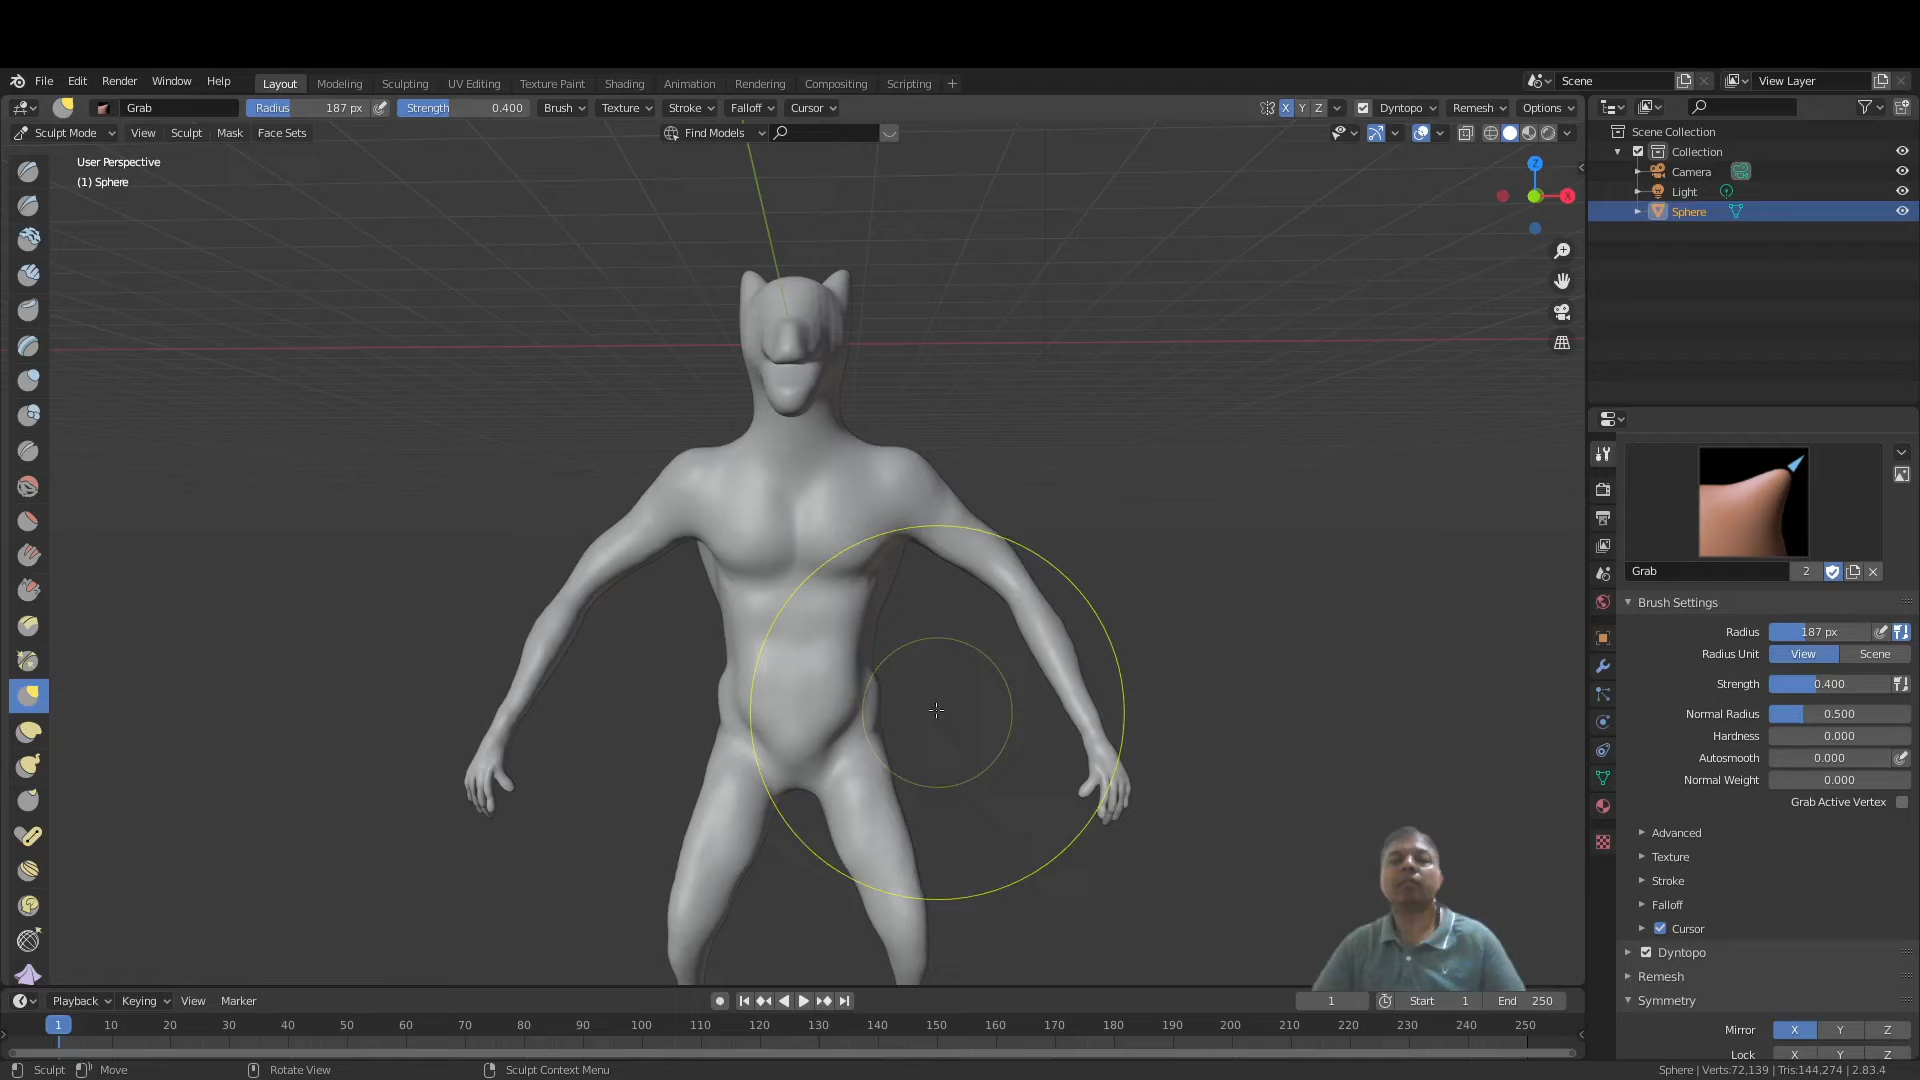 File Edit Render Window Help Layout Modeling Sculpting UV Editing Texture Paint Shading Animation Rendering Compositing Scripting + Scene View Layer
Grab Radius 187 px Strength 0.400 Brush Texture Stroke Falloff Cursor X Y Z Dyntopo Remesh Options
Sculpt Mode View Sculpt Mask Face Sets Find Models
User Perspective
(1) Sphere
Z
X
Scene Collection
Collection
Camera
Light
Sphere
Grab 2
Brush Settings
Radius 187 px
Radius Unit View Scene
Strength 0.400
Normal Radius 0.500
Hardness 0.000
Autosmooth 0.000
Normal Weight 0.000
Grab Active Vertex
Advanced
Texture
Stroke
Falloff
Cursor
Dyntopo
Remesh
Symmetry
Mirror X Y Z
Lock X Y Z
Playback Keying View Marker 1 Start 1 End 250
1 10 20 30 40 50 60 70 80 90 100 110 120 130 140 150 160 170 180 190 200 210 220 230 240 250
Sculpt Move Rotate View Sculpt Context Menu Sphere | Verts:72,139 | Tris:144,274 | 2.83.4